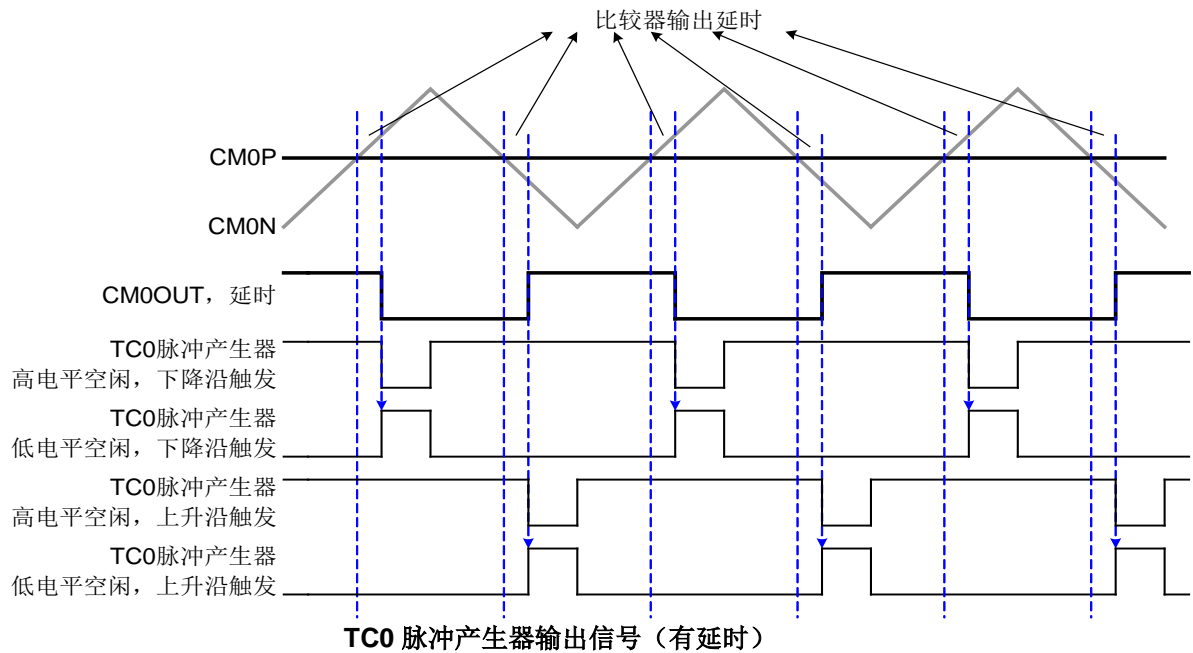 比较器输出延时
CM0P
CM0N
CM0OUT，延时
TC0脉冲产生器
高电平空闲，下降沿触发
TC0脉冲产生器
低电平空闲，下降沿触发
TC0脉冲产生器
高电平空闲，上升沿触发
TC0脉冲产生器
低电平空闲，上升沿触发
TC0 脉冲产生器输出信号（有延时）